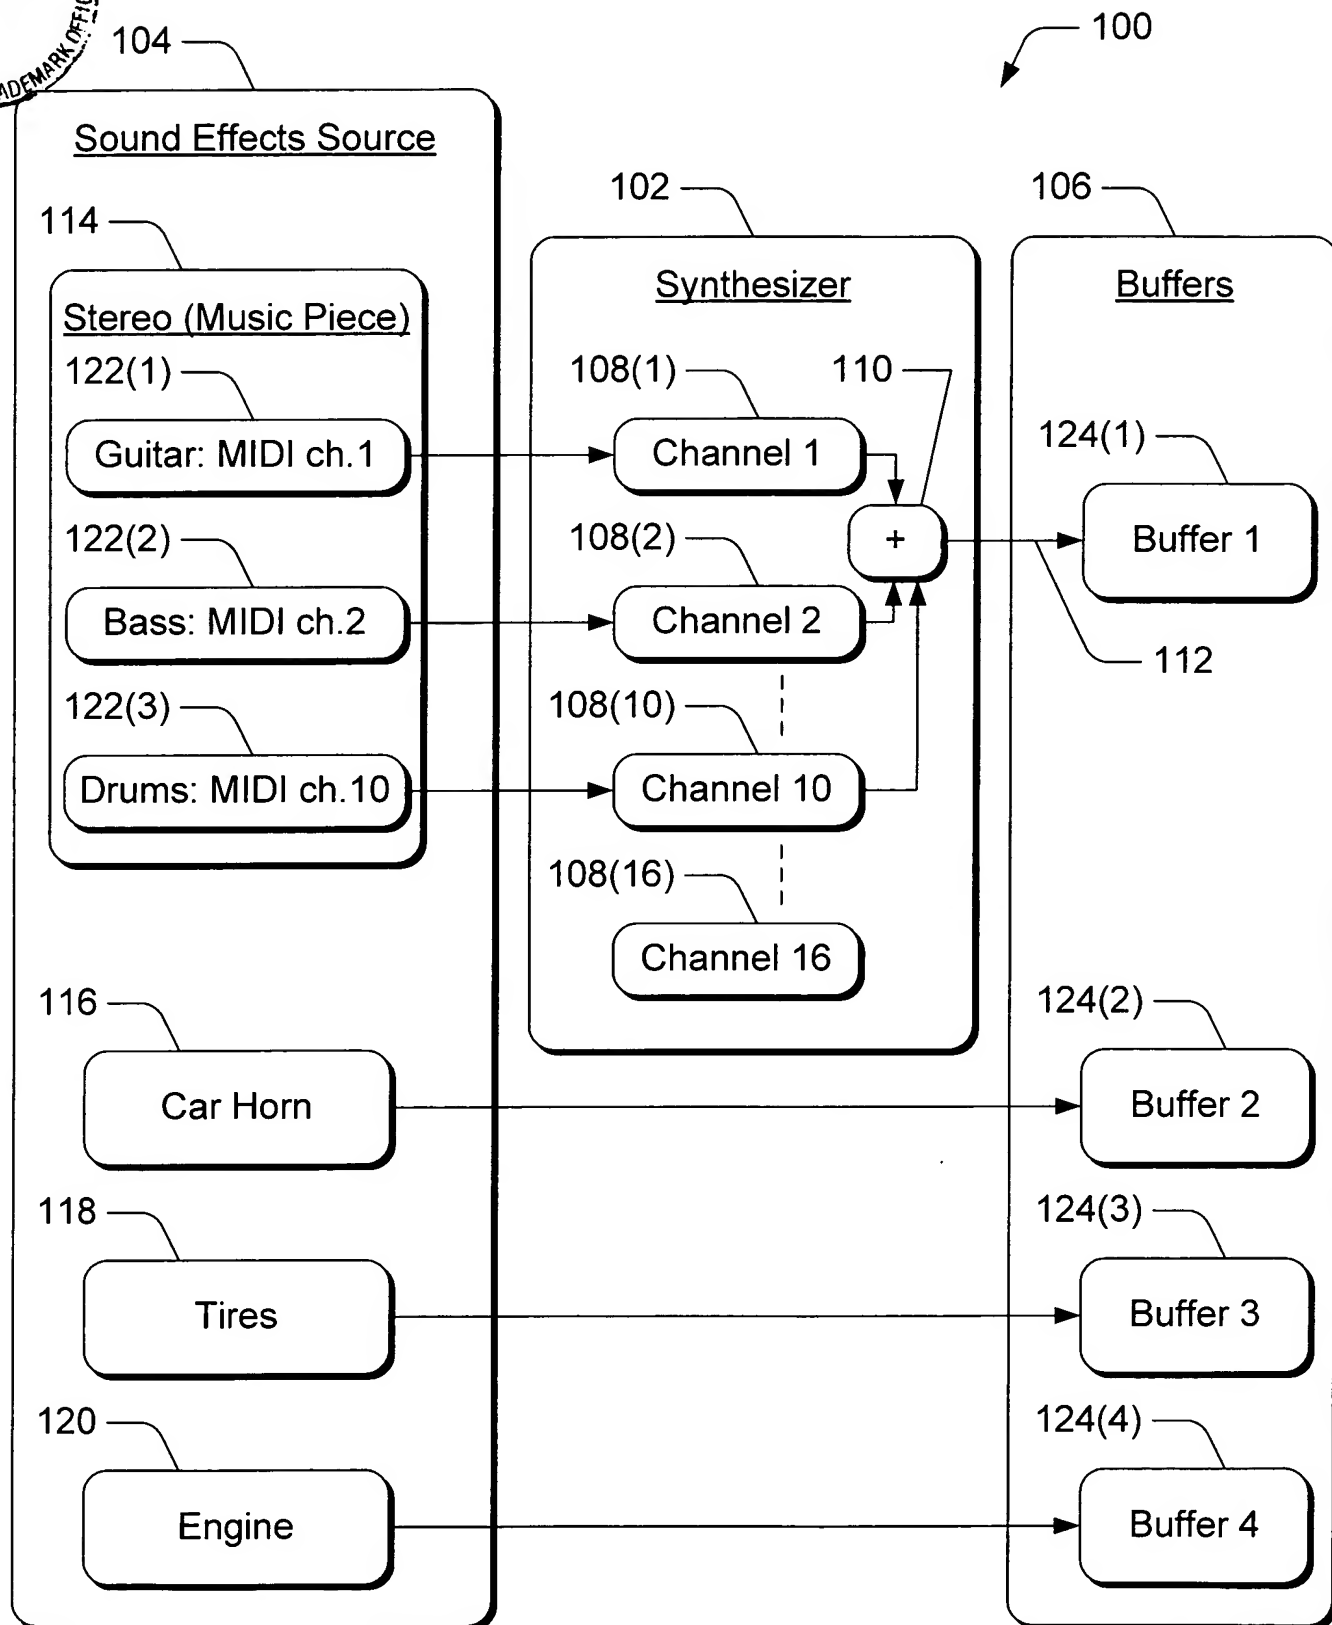 TRADEMARK OFFIC
104
100
Sound Effects Source
102
106
114
Synthesizer
Buffers
Stereo (Music Piece)
122(1)
108(1)
110
Guitar: MIDI ch.1
Channel 1
124(1)
122(2)
108(2)
+
Buffer 1
Bass: MIDI ch.2
Channel 2
112
122(3)
108(10)
Drums: MIDI ch.10
Channel 10
108(16)
Channel 16
116
124(2)
Car Horn
Buffer 2
118
124(3)
Tires
Buffer 3
120
124(4)
Engine
Buffer 4